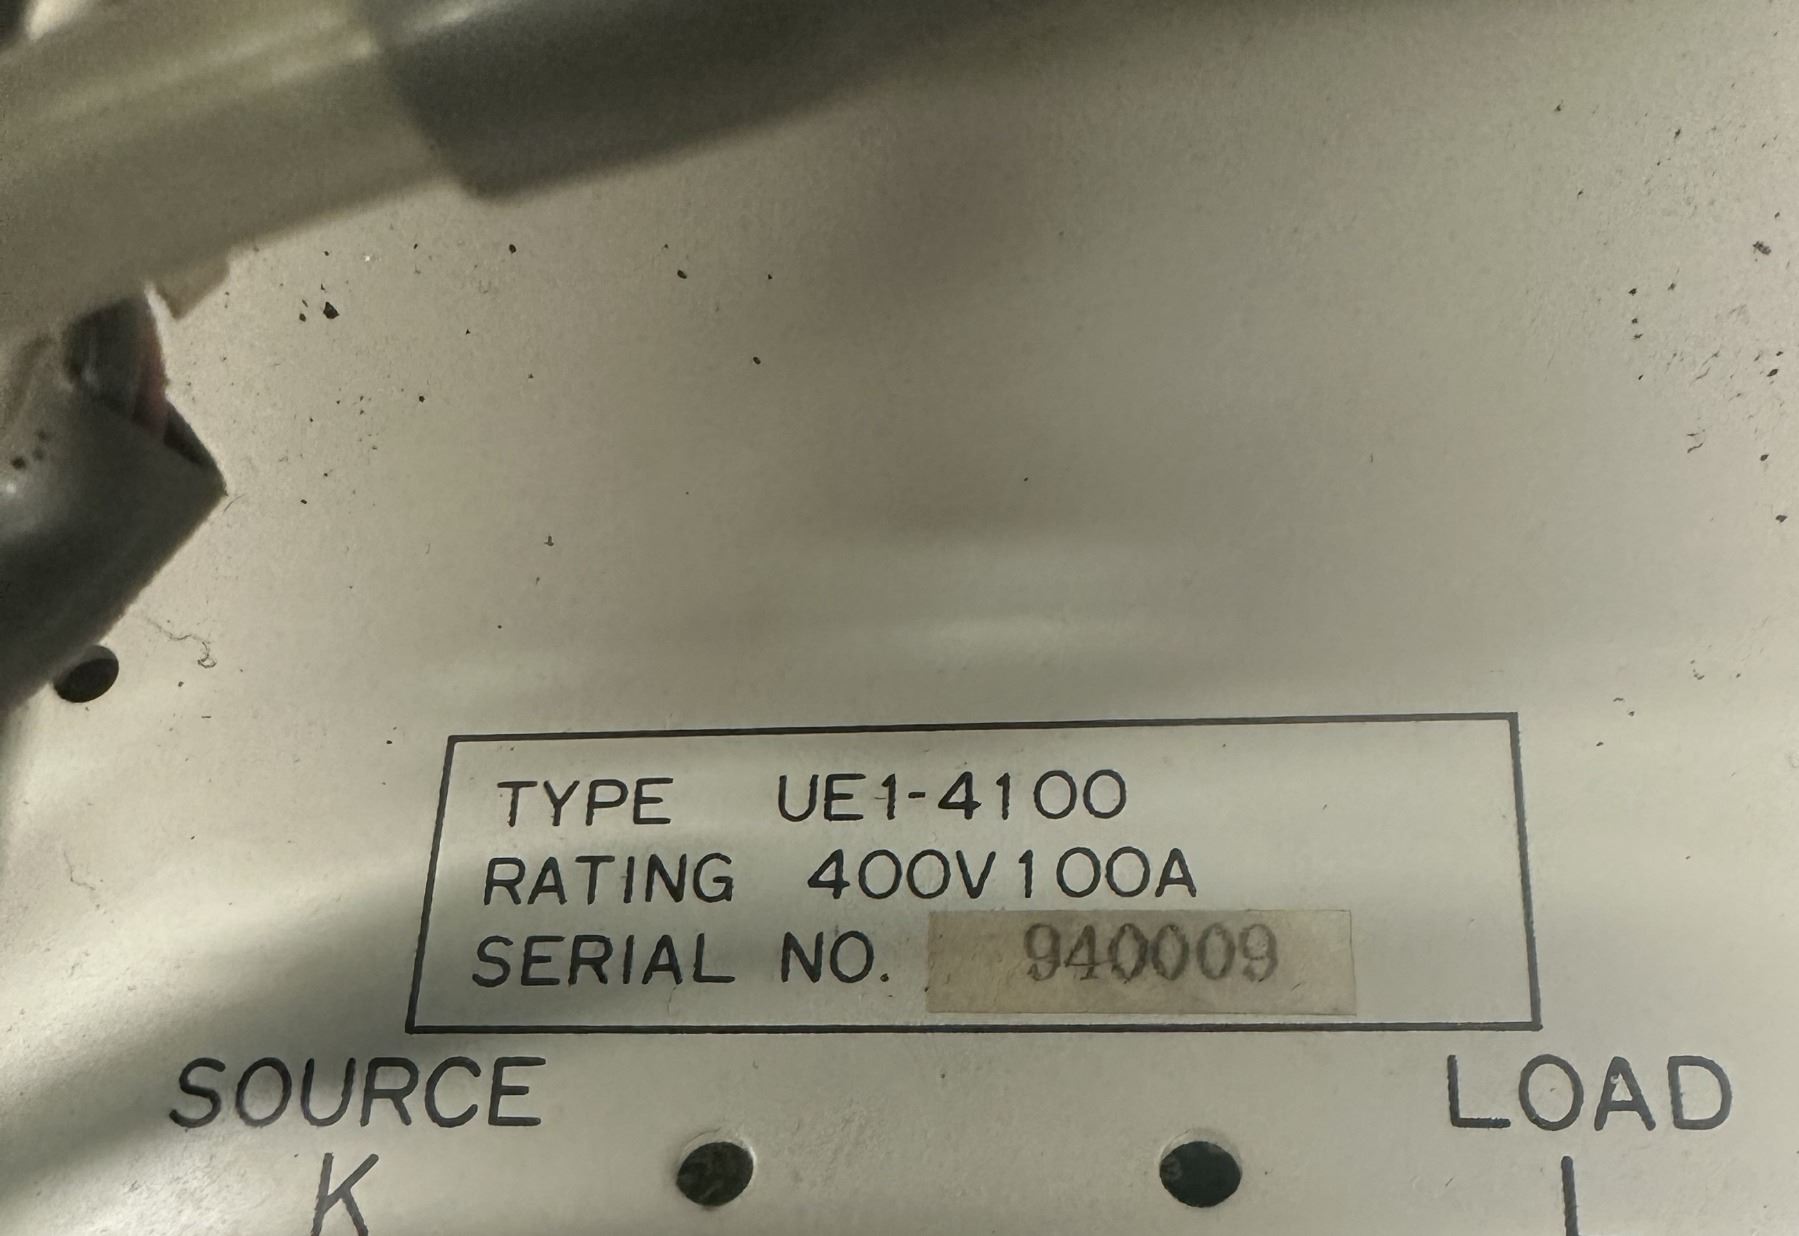 TYPE UE1-4100
RATING 400V100A
SERIAL NO. 940009
SOURCE LOAD
K